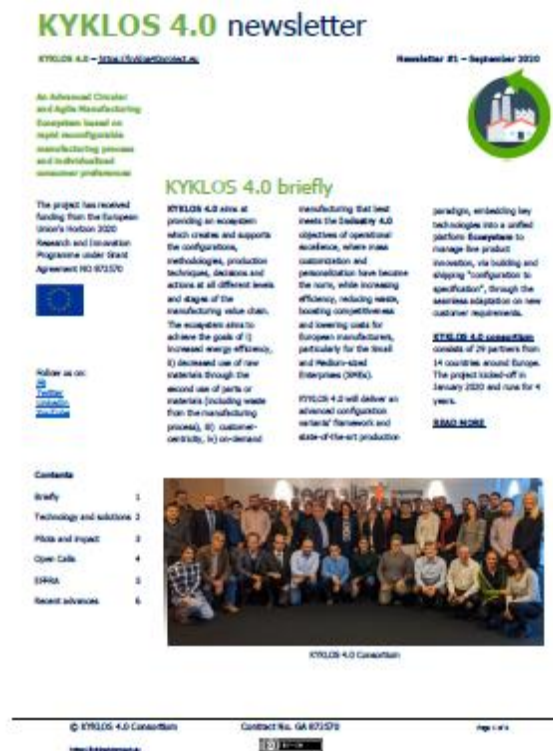 KYKLOS 4.0 newsletter
KYKLOS 4.0 – https://kyklos40project.eu
Newsletter #1 – September 2020
An Advanced Circular
and Agile Manufacturing
Ecosystem based on
rapid reconfigurable
manufacturing process
and individualized
consumer preferences
The project has received
funding from the European
Union's Horizon 2020
Research and Innovation
Programme under Grant
Agreement NO 872570
Follow us on:
Twitter
LinkedIn
YouTube
Contents
Briefly 1
Technology and solutions 2
Pilots and impact 3
Open Calls 4
EFFRA 5
Recent advances 6
KYKLOS 4.0 briefly
KYKLOS 4.0 aims at
providing an ecosystem
which creates and supports
the configurations,
methodologies, production
techniques, decisions and
actions at all different levels
and stages of the
manufacturing value chain.
The ecosystem aims to
achieve the goals of i)
increased energy efficiency,
ii) decreased use of raw
materials through the
second use of parts or
materials (including waste
from the manufacturing
process), iii) customer-
centricity, iv) on-demand
manufacturing that best
meets the Industry 4.0
objectives of operational
excellence, where mass
customization and
personalization have become
the norm, while increasing
efficiency, reducing waste,
boosting competitiveness
and lowering costs for
European manufacturers,
particularly for the Small
and Medium-sized
Enterprises (SMEs).
KYKLOS 4.0 will deliver an
advanced configuration
variants' framework and
state-of-the-art production
paradigm, embedding key
technologies into a unified
platform Ecosystem to
manage live product
innovation, via building and
shipping "configuration to
specification", through the
seamless adaptation on new
customer requirements.
KYKLOS 4.0 consortium
consists of 29 partners from
14 countries around Europe.
The project kicked-off in
January 2020 and runs for 4
years.
READ MORE
tecnalia
KYKLOS 4.0 Consortium
© KYKLOS 4.0 Consortium
Contract No. GA 872570
Page 1 of 6